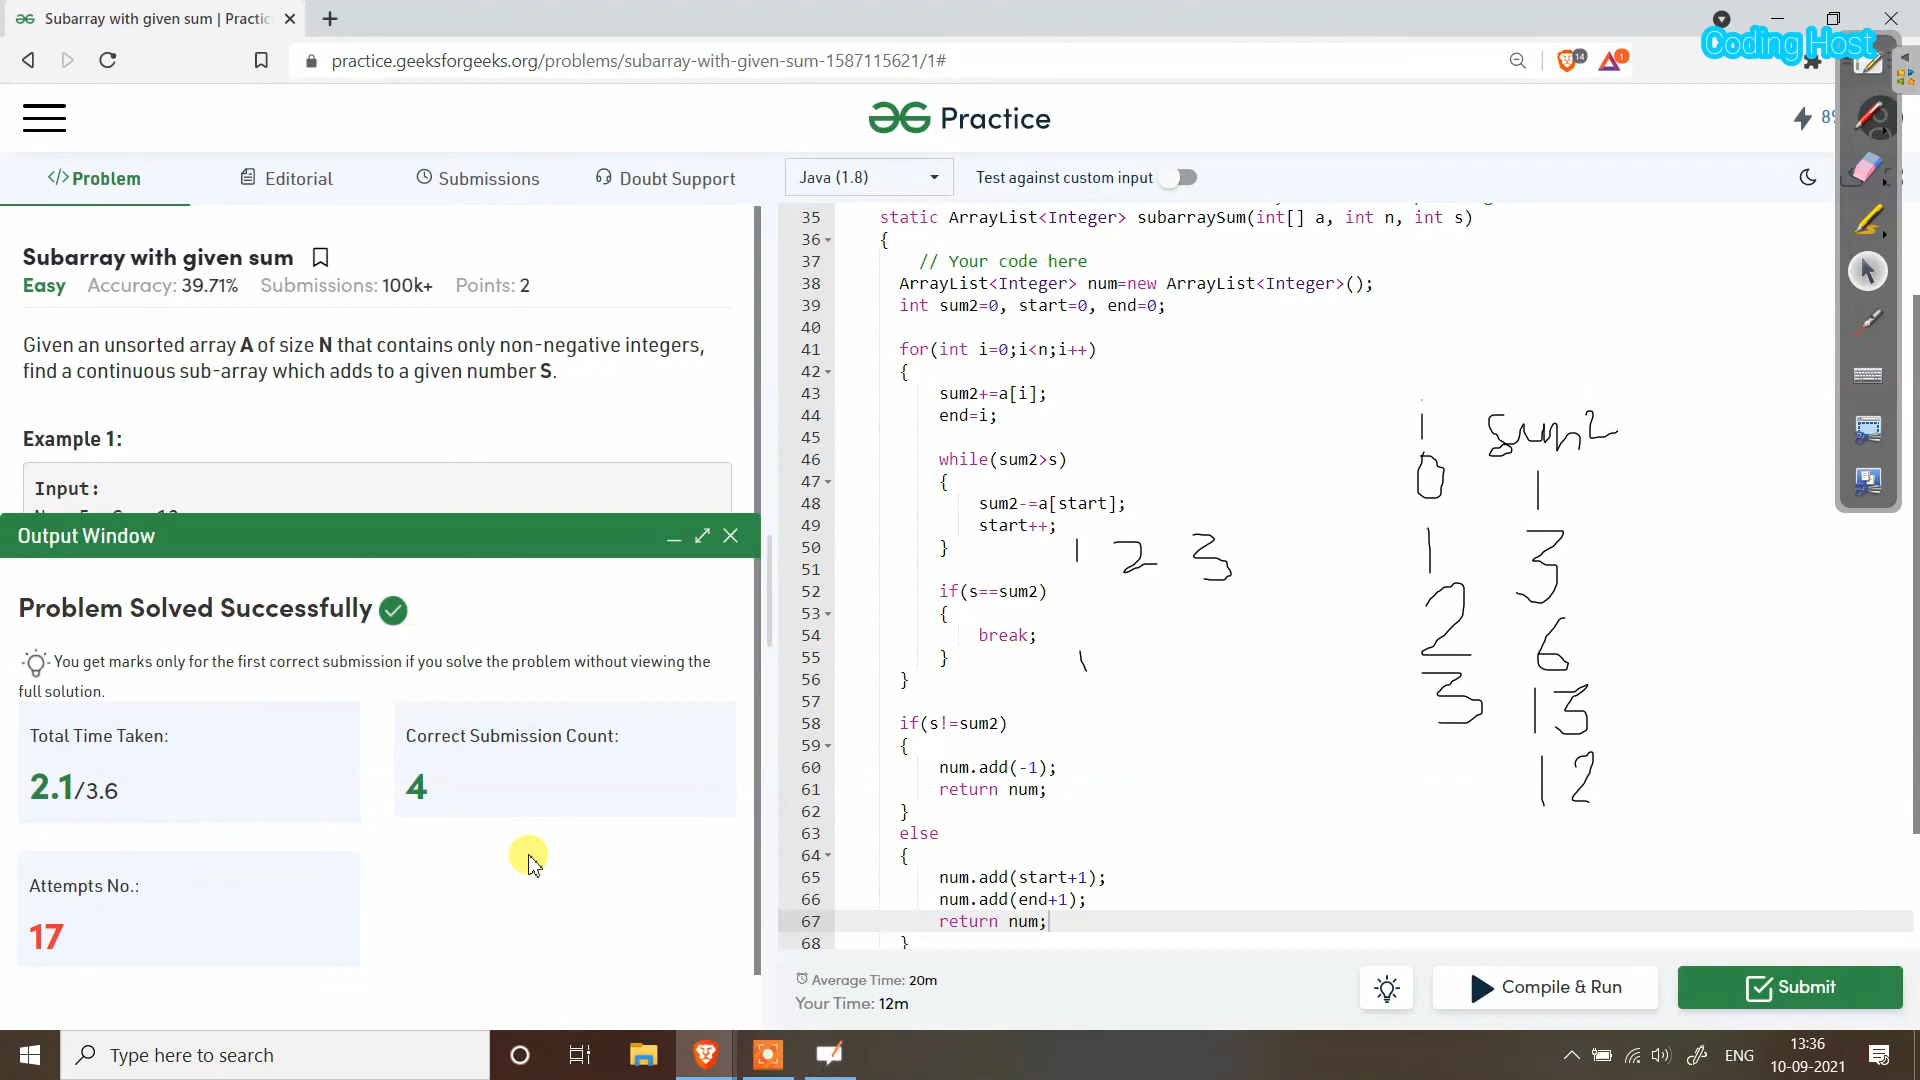 Subarray with given sum | Practic
Coding Host
practice.geeksforgeeks.org/problems/subarray-with-given-sum-1587115621/1#
14
1
Practice
Problem
Editorial
Submissions
Doubt Support
Java (1.8)
Test against custom input
Subarray with given sum
Easy Accuracy: 39.71% Submissions: 100k+ Points: 2
Given an unsorted array A of size N that contains only non-negative integers,
find a continuous sub-array which adds to a given number S.
Example 1:
Input:
Output Window
Problem Solved Successfully
You get marks only for the first correct submission if you solve the problem without viewing the
full solution.
Total Time Taken:
2.1/3.6
Correct Submission Count:
4
Attempts No.:
17
35 static ArrayList<Integer> subarraySum(int[] a, int n, int s)
36 {
37 // Your code here
38 ArrayList<Integer> num=new ArrayList<Integer>();
39 int sum2=0, start=0, end=0;
40
41 for(int i=0;i<n;i++)
42 {
43 sum2+=a[i];
44 end=i;
45
46 while(sum2>s)
47 {
48 sum2-=a[start];
49 start++;
50 }
51
52 if(s==sum2)
53 {
54 break;
55 }
56 }
57
58 if(s!=sum2)
59 {
60 num.add(-1);
61 return num;
62 }
63 else
64 {
65 num.add(start+1);
66 num.add(end+1);
67 return num;
68 }
1 2 3
1
i sum2
0 1
1 3
2 6
3 13
12
Average Time: 20m
Your Time: 12m
Compile & Run
Submit
Type here to search
ENG
13:36
10-09-2021